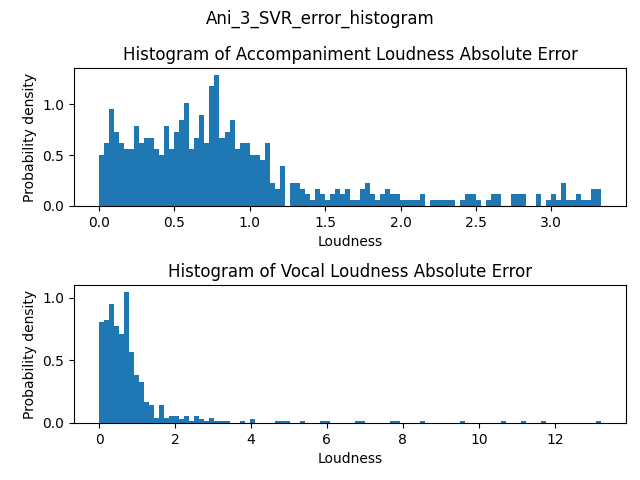 Ani_3_SVR_error_histogram
Histogram of Accompaniment Loudness Absolute Error
Probability density
1.0
0.5
0.0
0.0 0.5 1.0 1.5 2.0 2.5 3.0
Loudness
Histogram of Vocal Loudness Absolute Error
Probability density
1.0
0.5
0.0
0 2 4 6 8 10 12
Loudness